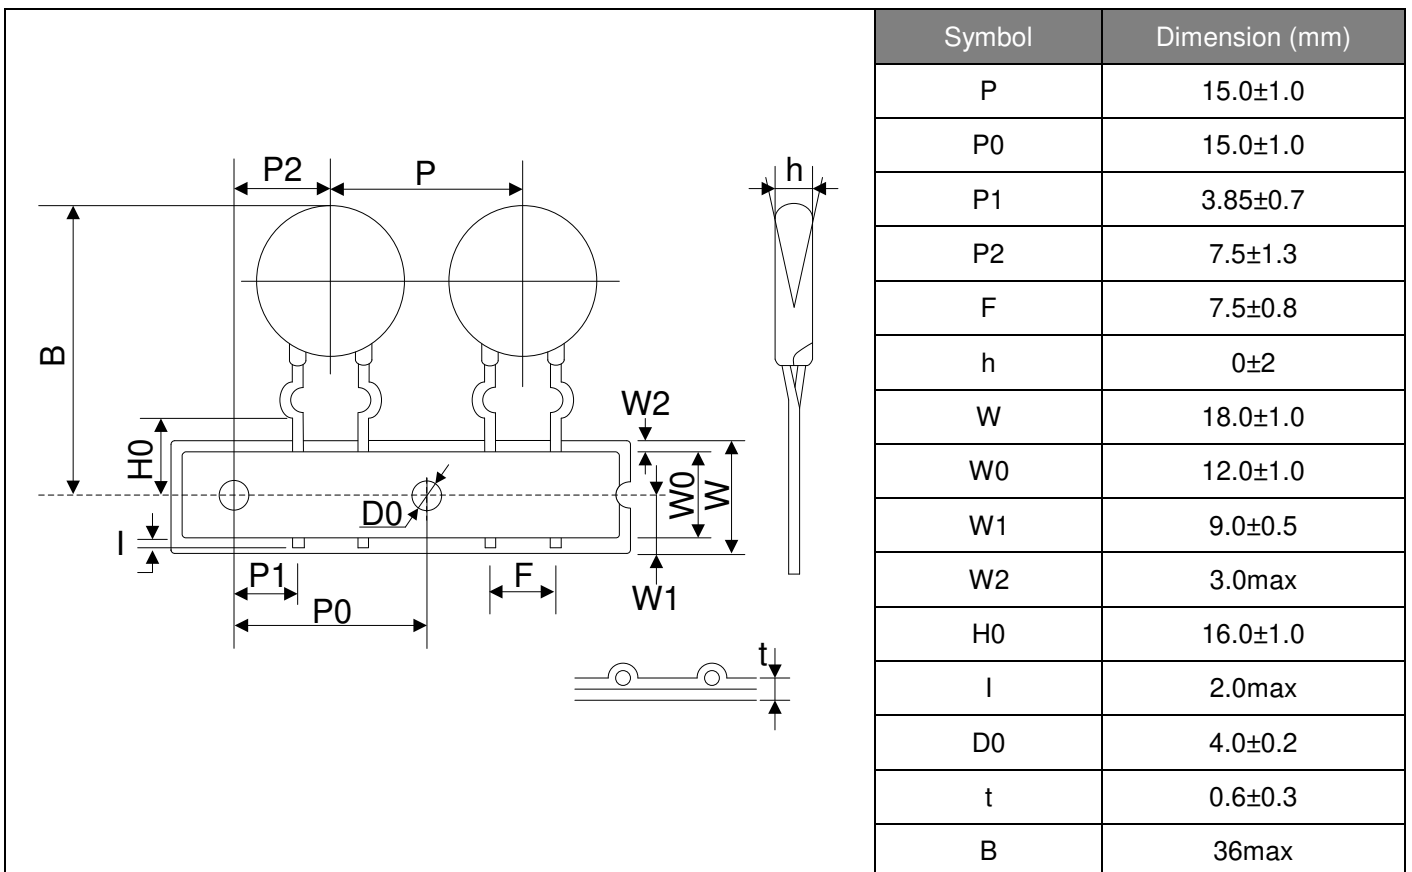 P2
P
h
B
H0
W2
W0
W
D0
I
P1
F
W1
P0
t
Symbol Dimension (mm)
P 15.0±1.0
P0 15.0±1.0
P1 3.85±0.7
P2 7.5±1.3
F 7.5±0.8
h 0±2
W 18.0±1.0
W0 12.0±1.0
W1 9.0±0.5
W2 3.0max
H0 16.0±1.0
I 2.0max
D0 4.0±0.2
t 0.6±0.3
B 36max